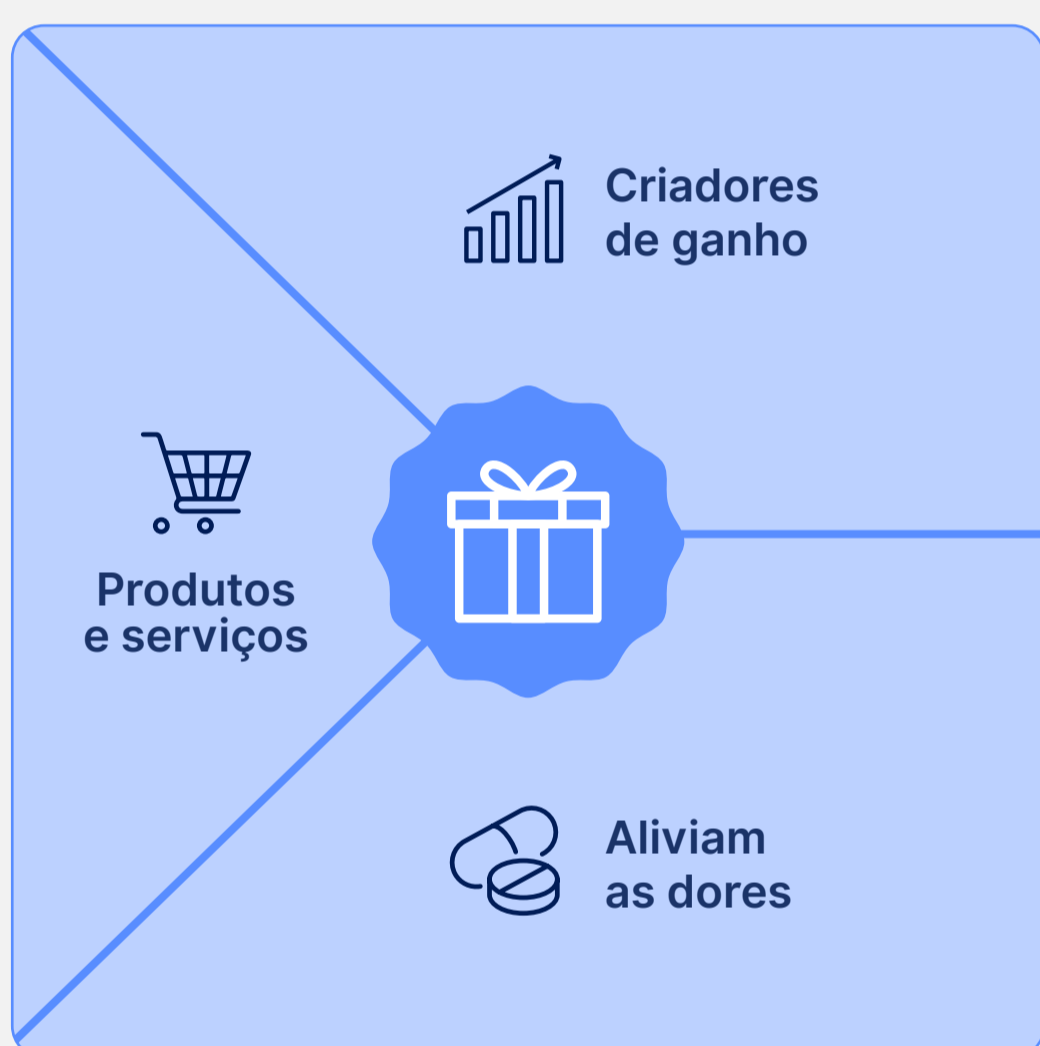 Criadores
de ganho
Produtos
e serviços
Aliviam
as dores